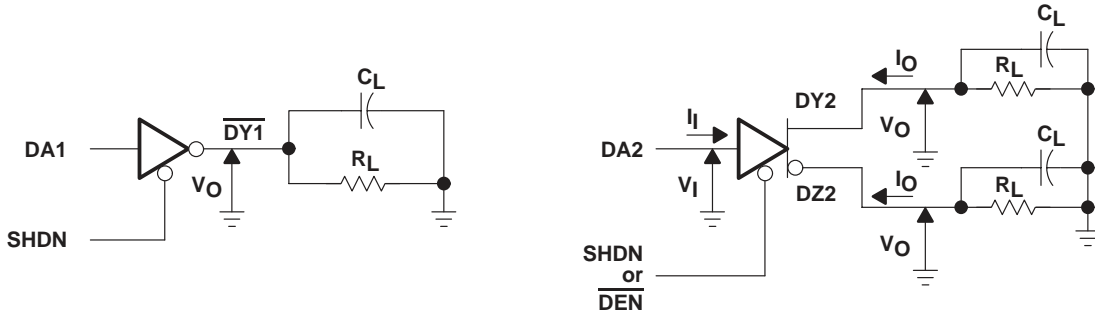 DA1
SHDN
DY1
VO
CL
RL
DA2
II
VI
SHDN
or
DEN
DY2
DZ2
IO
VO
CL
RL
IO
VO
CL
RL